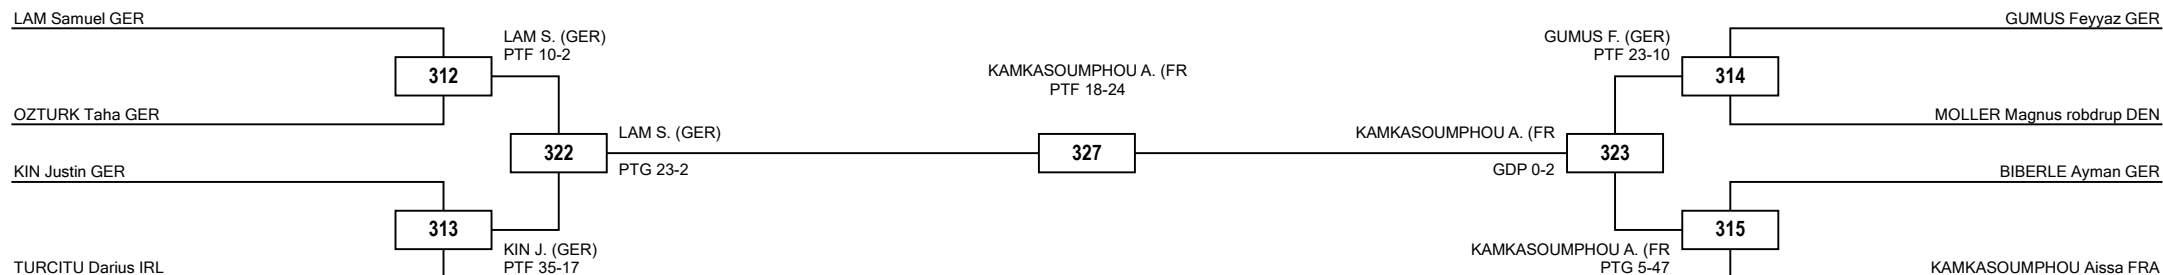 LAM Samuel GER
GUMUS Feyyaz GER
LAM S. (GER)
PTF 10-2
GUMUS F. (GER)
PTF 23-10
312
KAMKASOUMPHOU A. (FR
PTF 18-24
314
OZTURK Taha GER
MOLLER Magnus robdrup DEN
322
LAM S. (GER)
PTG 23-2
327
KAMKASOUMPHOU A. (FR
GDP 0-2
323
KIN Justin GER
BIBERLE Ayman GER
313
315
KIN J. (GER)
PTF 35-17
KAMKASOUMPHOU A. (FR
PTG 5-47
TURCITU Darius IRL
KAMKASOUMPHOU Aissa FRA